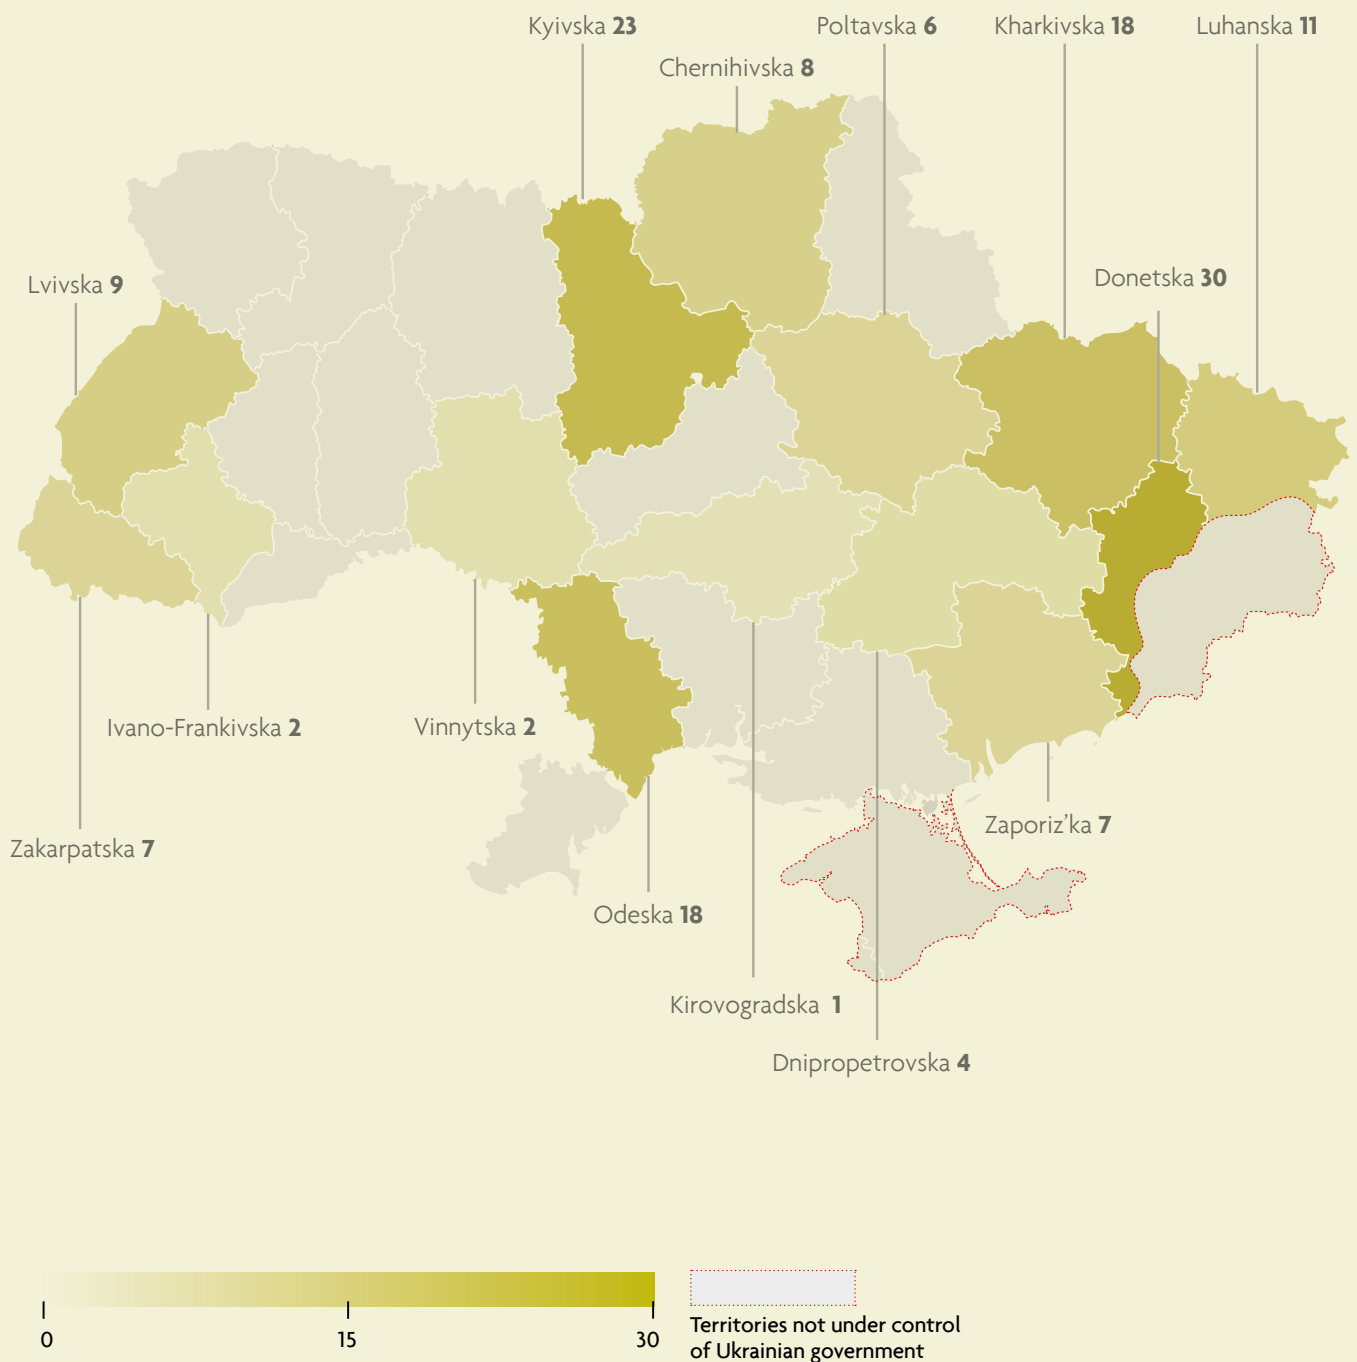 Kyivska 23
Poltavska 6
Kharkivska 18
Luhanska 11
Chernihivska 8
Lvivska 9
Donetska 30
Ivano-Frankivska 2
Vinnytska 2
Zakarpatska 7
Zaporiz'ka 7
Odeska 18
Kirovogradska 1
Dnipropetrovska 4
0
15
30
Territories not under control
of Ukrainian government